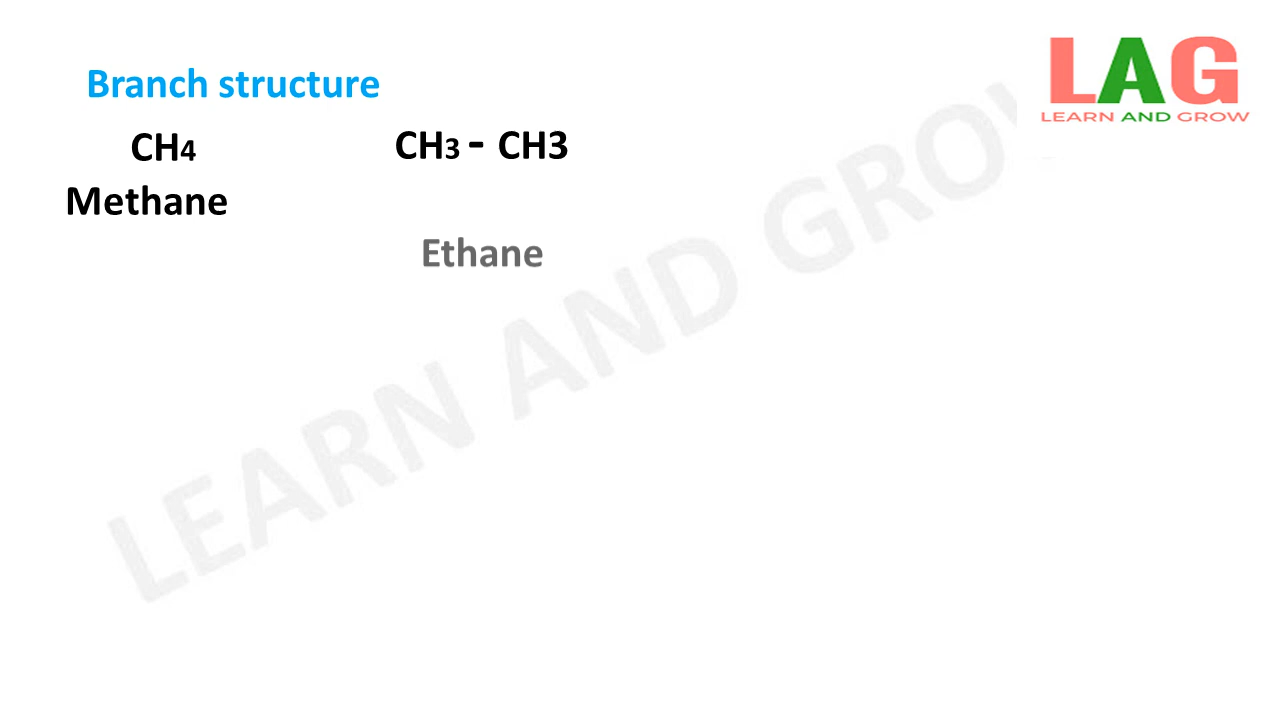 Branch structure
CH4
CH3 - CH3
Methane
Ethane
LAG
LEARN AND GROW
LEARN AND GROW